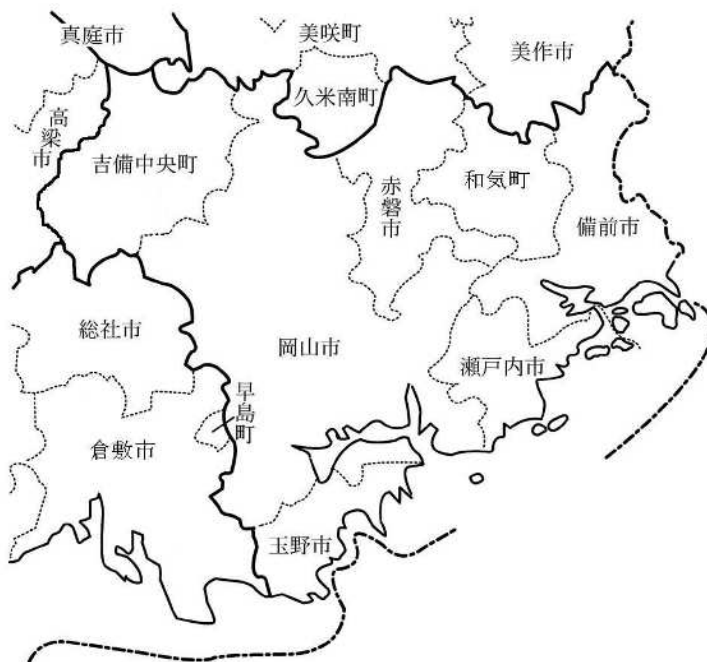 真庭市
美咲町
美作市
久米南町
高梁市
吉備中央町
赤磐市
和気町
備前市
総社市
岡山市
瀬戸内市
早島町
倉敷市
玉野市